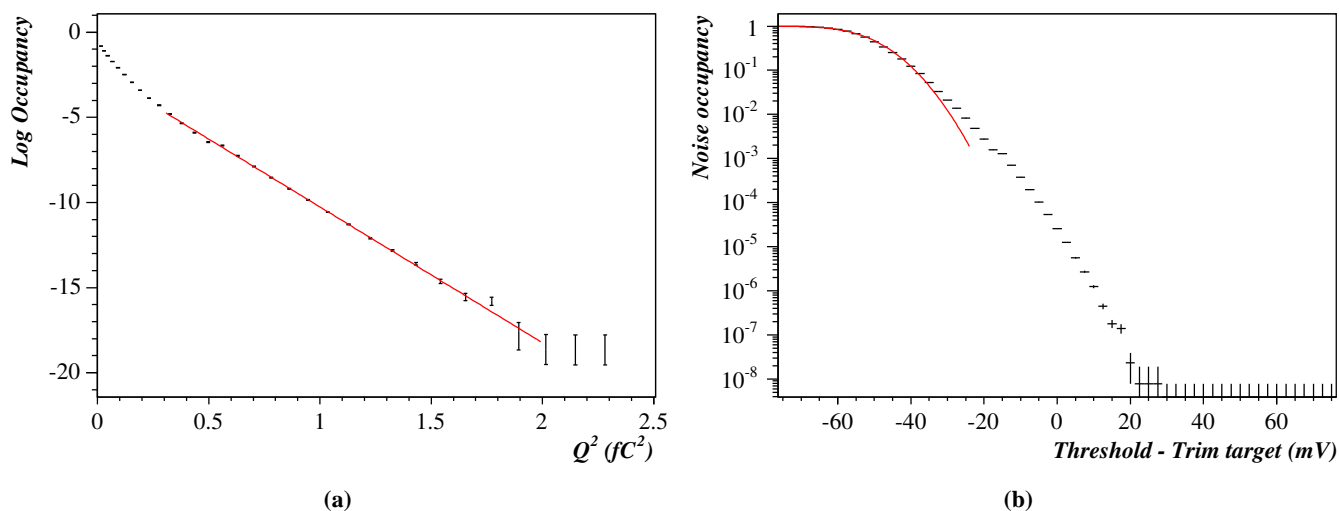 Log Occupancy
0
-5
-10
-15
-20
0 0.5 1 1.5 2 2.5
Q² (fC²)
(a)
Noise occupancy
1
10⁻¹
10⁻²
10⁻³
10⁻⁴
10⁻⁵
10⁻⁶
10⁻⁷
10⁻⁸
-60 -40 -20 0 20 40 60
Threshold - Trim target (mV)
(b)